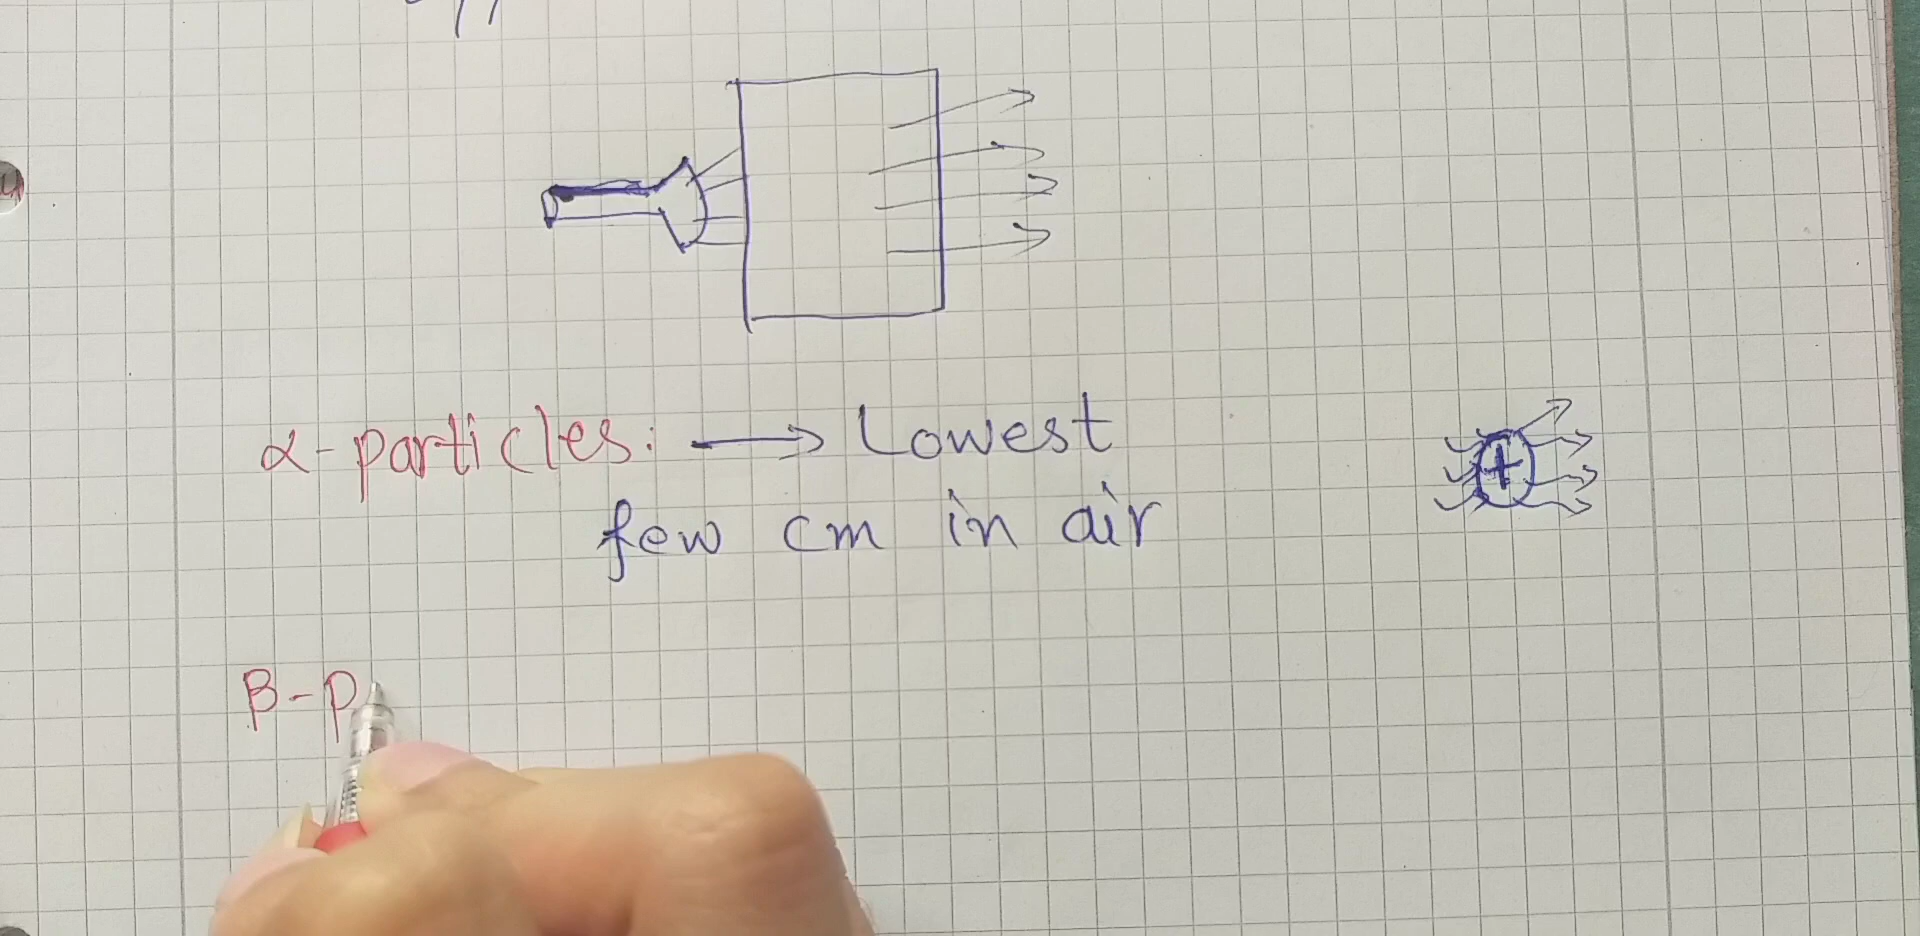 α-particles: → Lowest
few cm in air
+
β-p